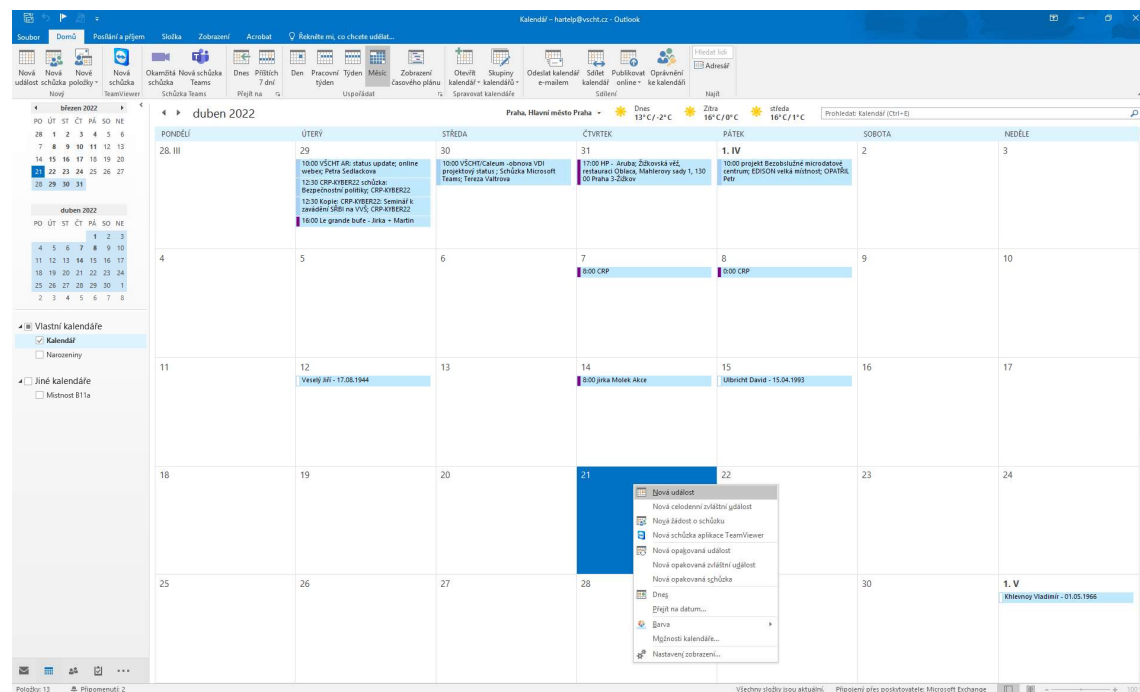 Kalendář - hartelp@vscht.cz - Outlook
Soubor Domů Posílání a příjem Složka Zobrazení Acrobat Řekněte mi, co chcete udělat...
Nová událost
Nová schůzka
Nové položky
Nová schůzka
Okamžitá schůzka
Nová schůzka Teams
Dnes
Příštích 7 dní
Den
Pracovní týden
Týden
Měsíc
Zobrazení časového plánu
Otevřít kalendář
Skupiny kalendářů
Odeslat kalendář e-mailem
Sdílet kalendář
Publikovat online
Oprávnění ke kalendáři
Hledat lidi
Adresář
Nový TeamViewer Schůzka Teams Přejít na Uspořádat Spravovat kalendáře Sdílení Najít
březen 2022
PO ÚT ST ČT PÁ SO NE
28 1 2 3 4 5 6
7 8 9 10 11 12 13
14 15 16 17 18 19 20
21 22 23 24 25 26 27
28 29 30 31
duben 2022
PO ÚT ST ČT PÁ SO NE
1 2 3
4 5 6 7 8 9 10
11 12 13 14 15 16 17
18 19 20 21 22 23 24
25 26 27 28 29 30 1
2 3 4 5 6 7 8
Vlastní kalendáře
Kalendář
Narozeniny
Jiné kalendáře
Místnost B11a
duben 2022
Praha, Hlavní město Praha
Dnes
13°C/-2°C
Zítra
16°C/0°C
středa
16°C/1°C
Prohledat: Kalendář (Ctrl+E)
PONDĚLÍ ÚTERÝ STŘEDA ČTVRTEK PÁTEK SOBOTA NEDĚLE
28. III 29 30 31 1. IV 2 3
10:00 VŠCHT AR: status update; online
webex; Petra Sedlackova
12:30 CRP-KYBER22 schůzka:
Bezpečnostní politiky; CRP-KYBER22
12:30 Kopie: CRP-KYBER22: Seminář k
zavádění SŘBI na VVŠ; CRP-KYBER22
16:00 Le grande bufe - Jirka + Martin
10:00 VŠCHT/Caleum -obnova VDI
projektový status ; Schůzka Microsoft
Teams; Tereza Valtrova
17:00 HP - Aruba; Žižkovská věž,
restauraci Oblaca, Mahlerovy sady 1, 130
00 Praha 3-Žižkov
10:00 projekt Bezobslužné microdatové
centrum; EDISON velká místnost; OPATŘIL
Petr
4 5 6 7 8 9 10
8:00 CRP
0:00 CRP
11 12 13 14 15 16 17
Veselý Jiří - 17.08.1944
8:00 jirka Molek Akce
Ulbricht David - 15.04.1993
18 19 20 21 22 23 24
Nová událost
Nová celodenní zvláštní událost
Nová žádost o schůzku
Nová schůzka aplikace TeamViewer
Nová opakovaná událost
Nová opakovaná zvláštní událost
Nová opakovaná schůzka
Dnes
Přejít na datum...
Barva
Možnosti kalendáře...
Nastavení zobrazení...
25 26 27 28 30 1. V
Khlevnoy Vladimír - 01.05.1966
Položky: 13 Připomenutí: 2
Všechny složky jsou aktuální. Připojený přes poskytovatele: Microsoft Exchange